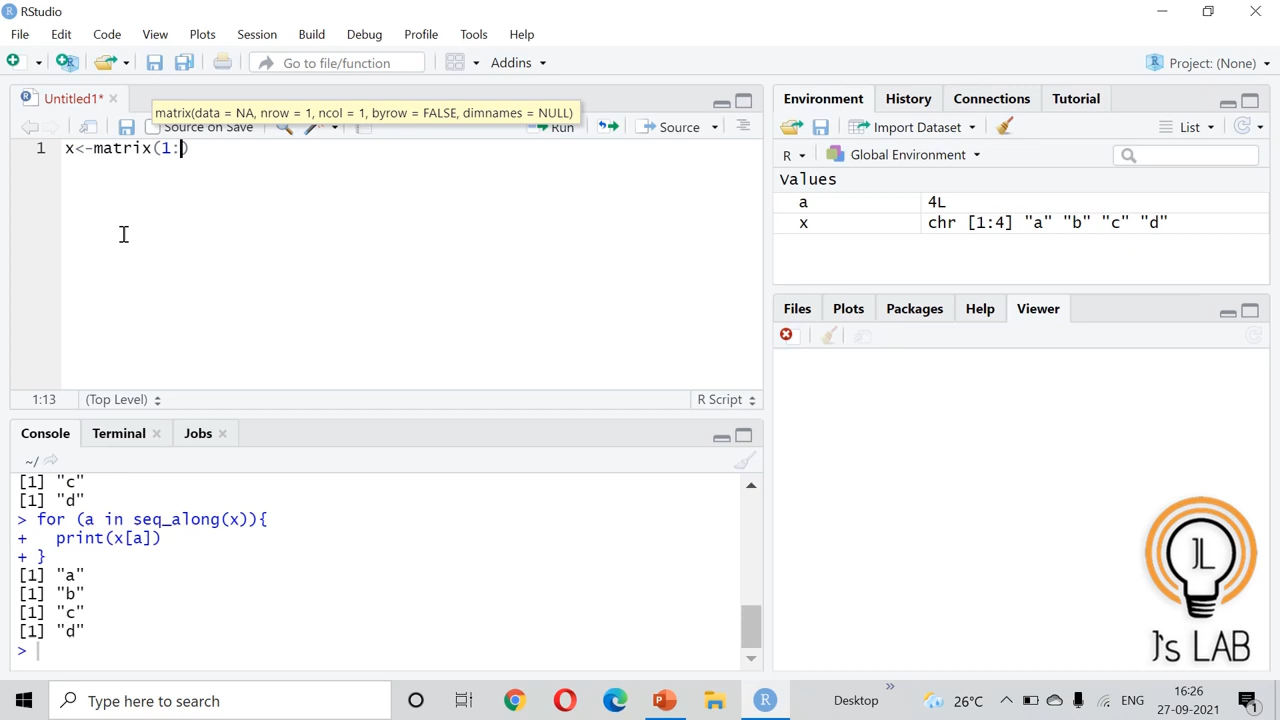 RStudio
File Edit Code View Plots Session Build Debug Profile Tools Help
Go to file/function Addins Project: (None)
Untitled1*
matrix(data = NA, nrow = 1, ncol = 1, byrow = FALSE, dimnames = NULL)
Source on Save Run Source
1 x<-matrix(1:)
1:13 (Top Level) R Script
Console Terminal Jobs
~/
[1] "c"
[1] "d"
> for (a in seq_along(x)){
+ print(x[a])
+ }
[1] "a"
[1] "b"
[1] "c"
[1] "d"
>
Environment History Connections Tutorial
Import Dataset List
R Global Environment
Values
a 4L
x chr [1:4] "a" "b" "c" "d"
Files Plots Packages Help Viewer
JL
J's LAB
Type here to search
Desktop 26°C ENG 16:26
27-09-2021 1